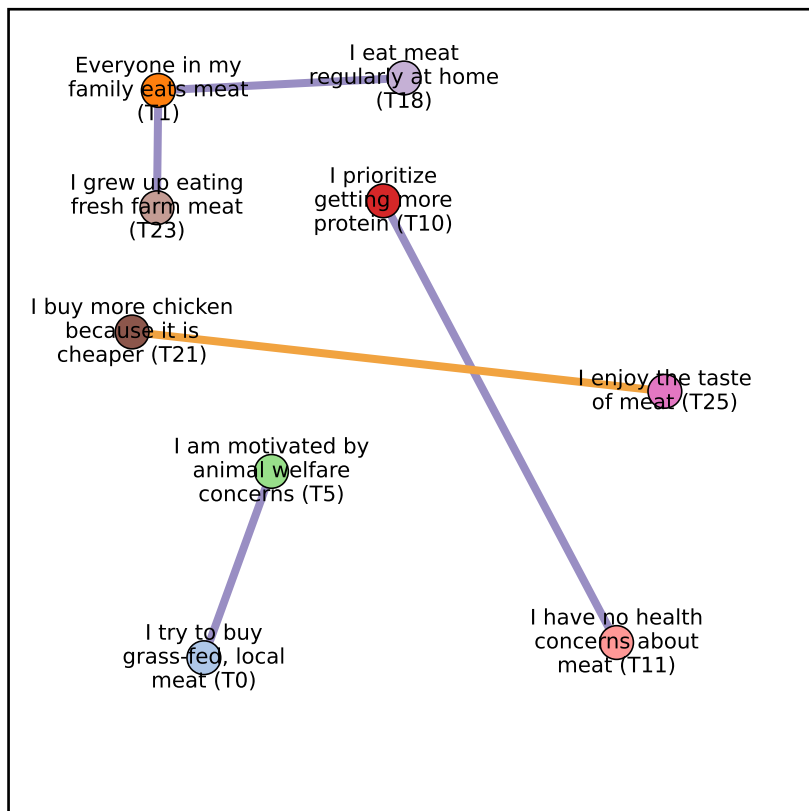 Everyone in my
family eats meat
(T1)
I eat meat
regularly at home
(T18)
I grew up eating
fresh farm meat
(T23)
I prioritize
getting more
protein (T10)
I buy more chicken
because it is
cheaper (T21)
I enjoy the taste
of meat (T25)
I am motivated by
animal welfare
concerns (T5)
I try to buy
grass-fed, local
meat (T0)
I have no health
concerns about
meat (T11)